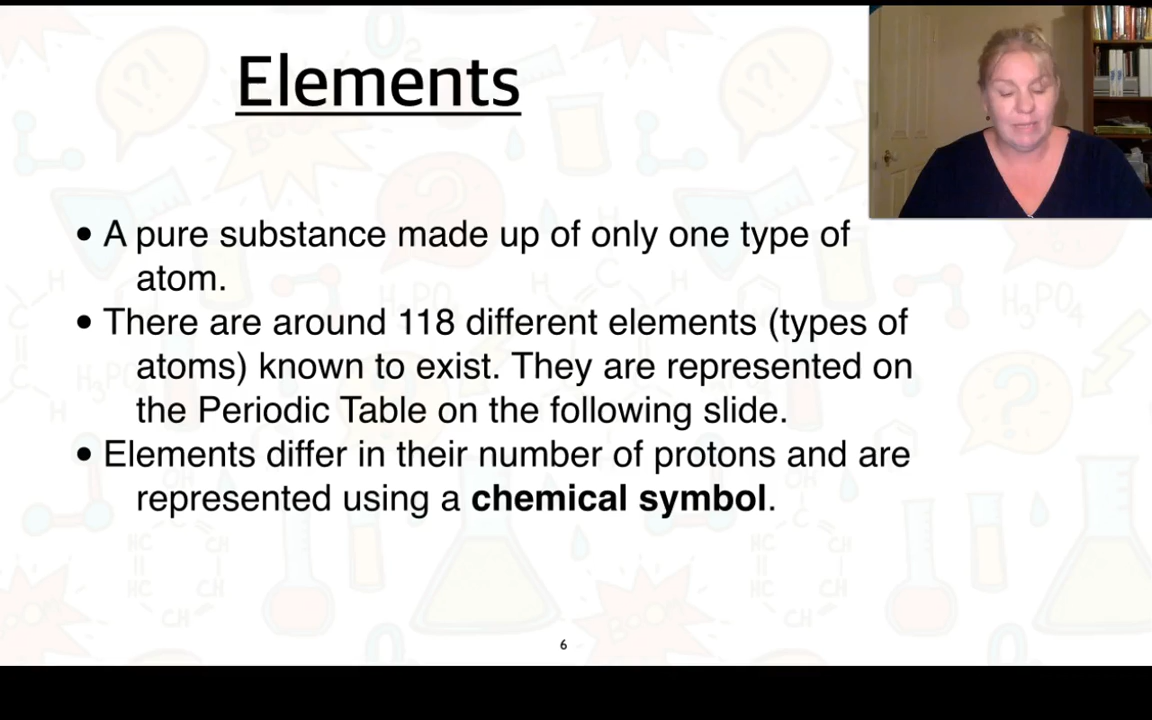 Elements
• A pure substance made up of only one type of
atom.
• There are around 118 different elements (types of
atoms) known to exist. They are represented on
the Periodic Table on the following slide.
• Elements differ in their number of protons and are
represented using a chemical symbol.
6